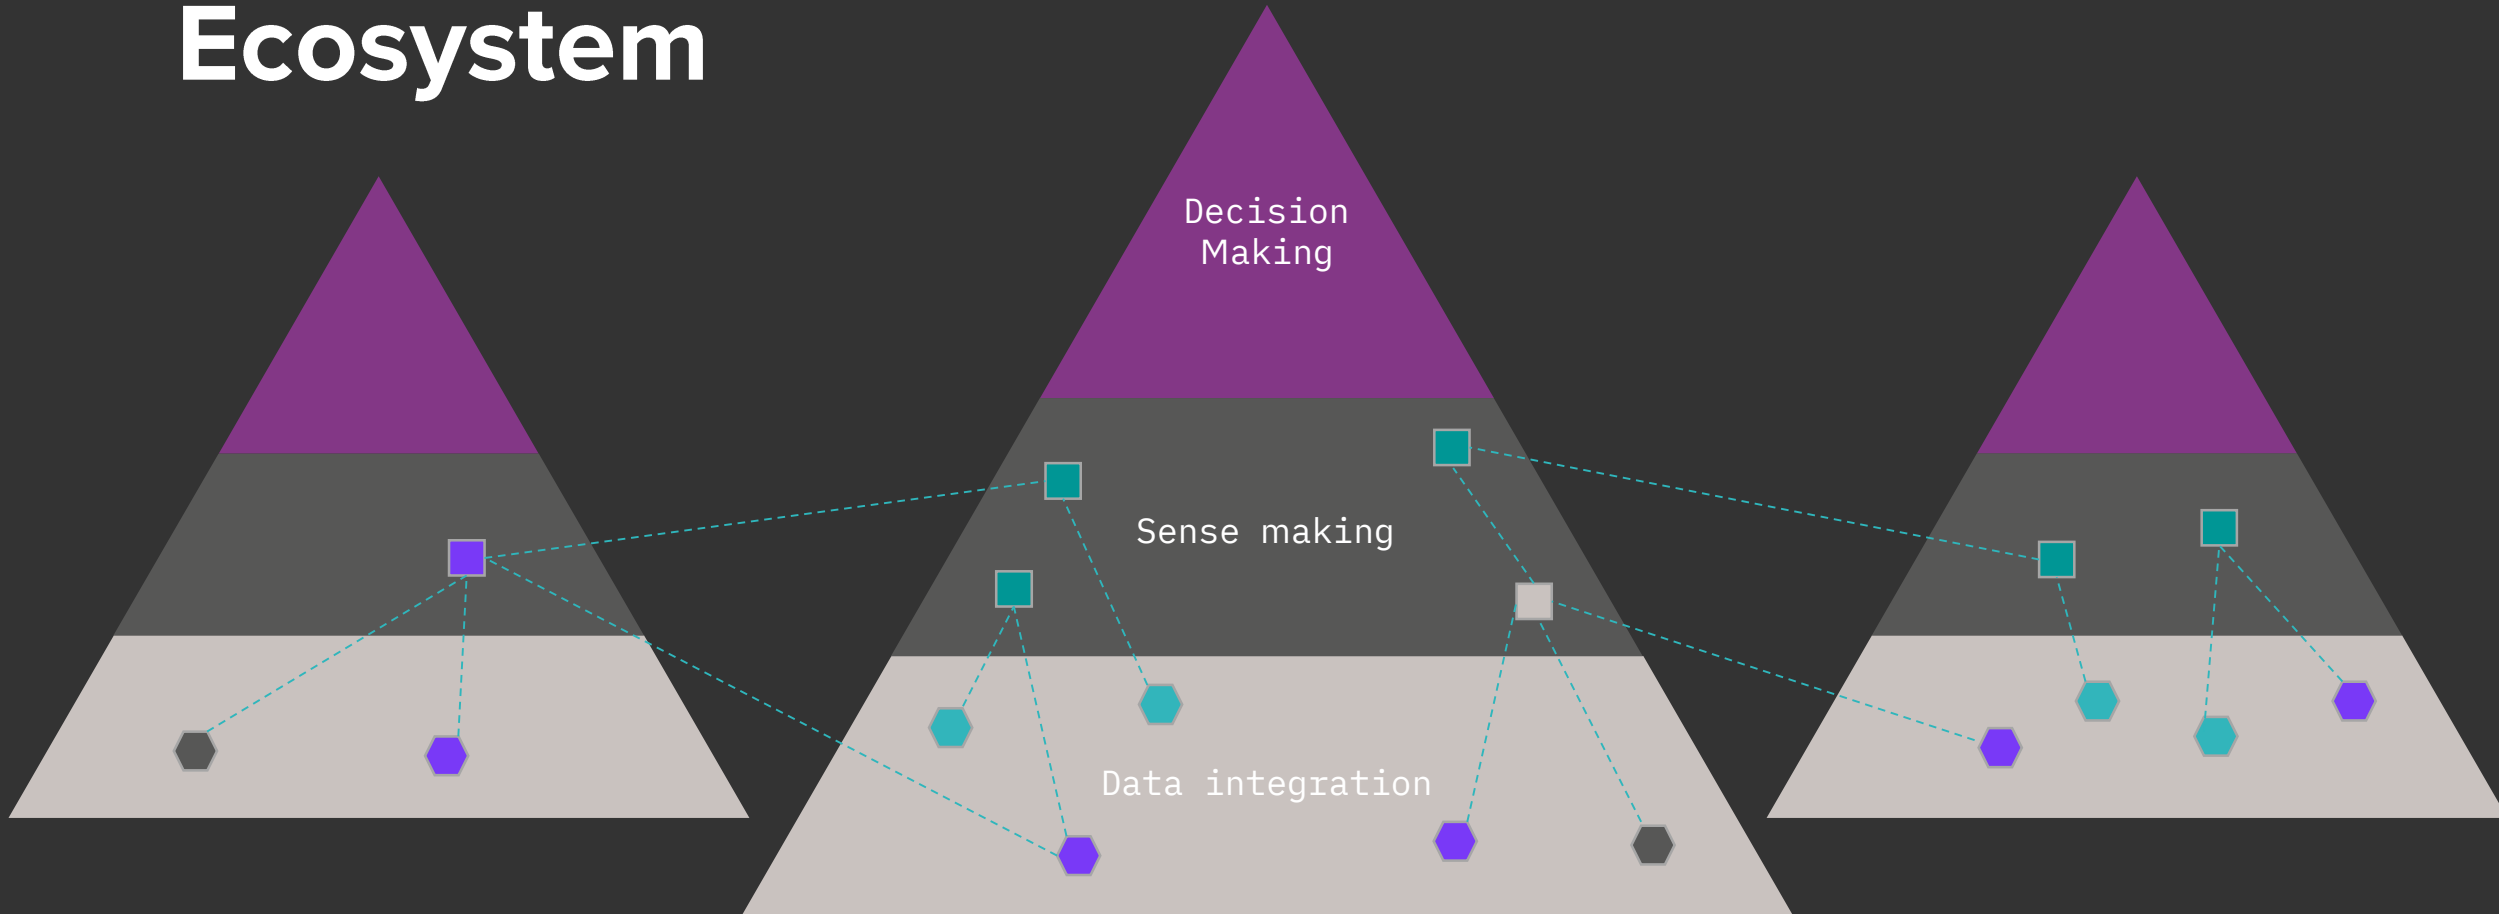 Ecosystem
Decision
Making
Sense making
Data integration